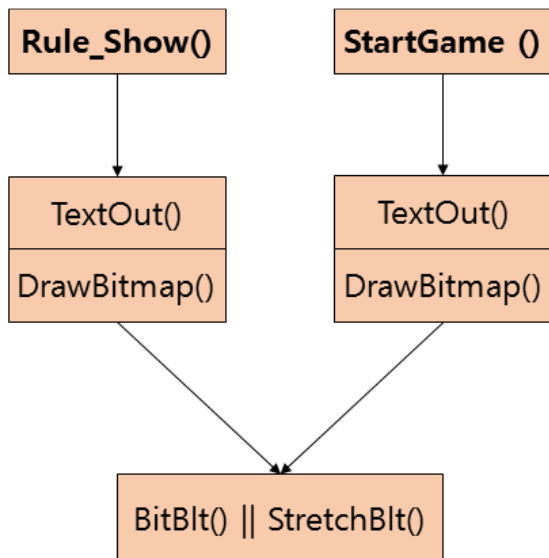 Rule_Show()
StartGame ()
TextOut()
TextOut()
DrawBitmap()
DrawBitmap()
BitBlt() || StretchBlt()